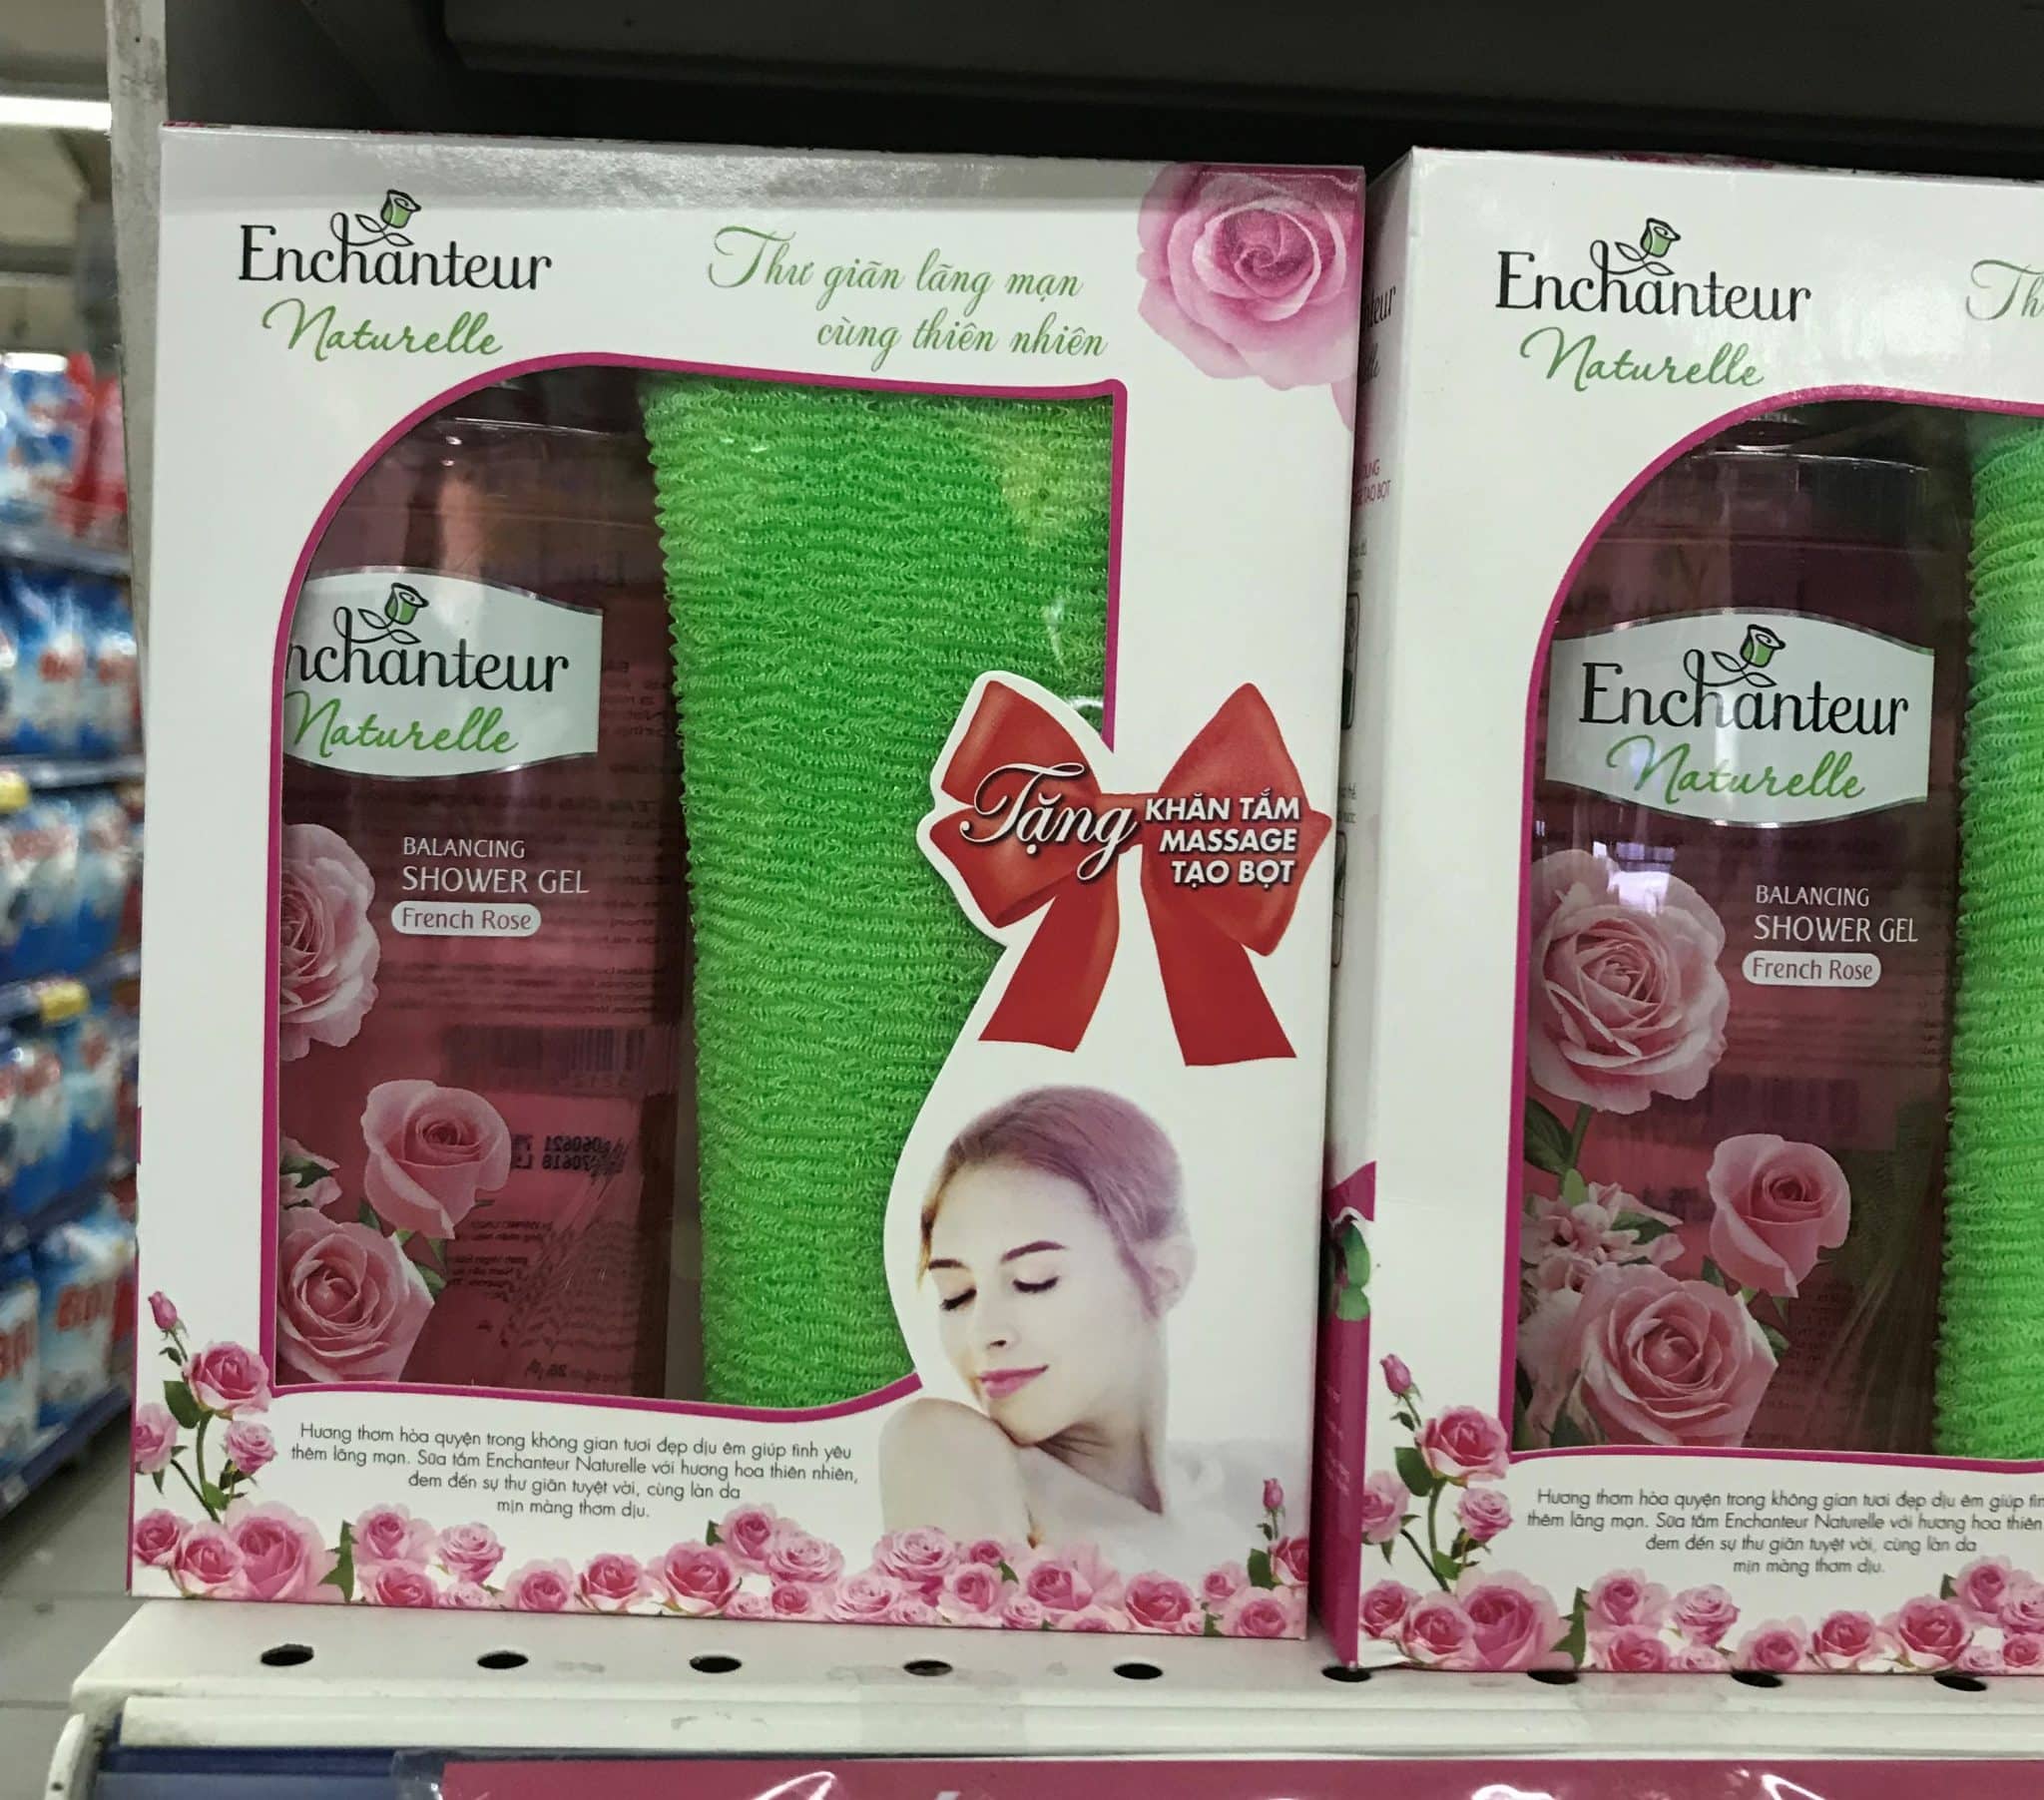 Enchanteur
Naturelle
Thư giãn lãng mạn
cùng thiên nhiên
nchanteur
Naturelle
BALANCING
SHOWER GEL
French Rose
Tặng KHĂN TẮM
MASSAGE
TẠO BỌT
Hương thơm hòa quyện trong không gian tươi đẹp dịu êm giúp tình yêu
thêm lãng mạn. Sữa tắm Enchanteur Naturelle với hương hoa thiên nhiên,
đem đến sự thư giãn tuyệt vời, cùng làn da
mịn màng thơm dịu.
TẠO BỌT
Enchanteur
Naturelle
Th
Enchanteur
Naturelle
BALANCING
SHOWER GEL
French Rose
Hương thơm hòa quyện trong không gian tươi đẹp dịu êm giúp
thêm lãng mạn. Sữa tắm Enchanteur Naturelle với hương hoa thiên
đem đến sự thư giãn tuyệt vời, cùng làn da
mịn màng thơm dịu.